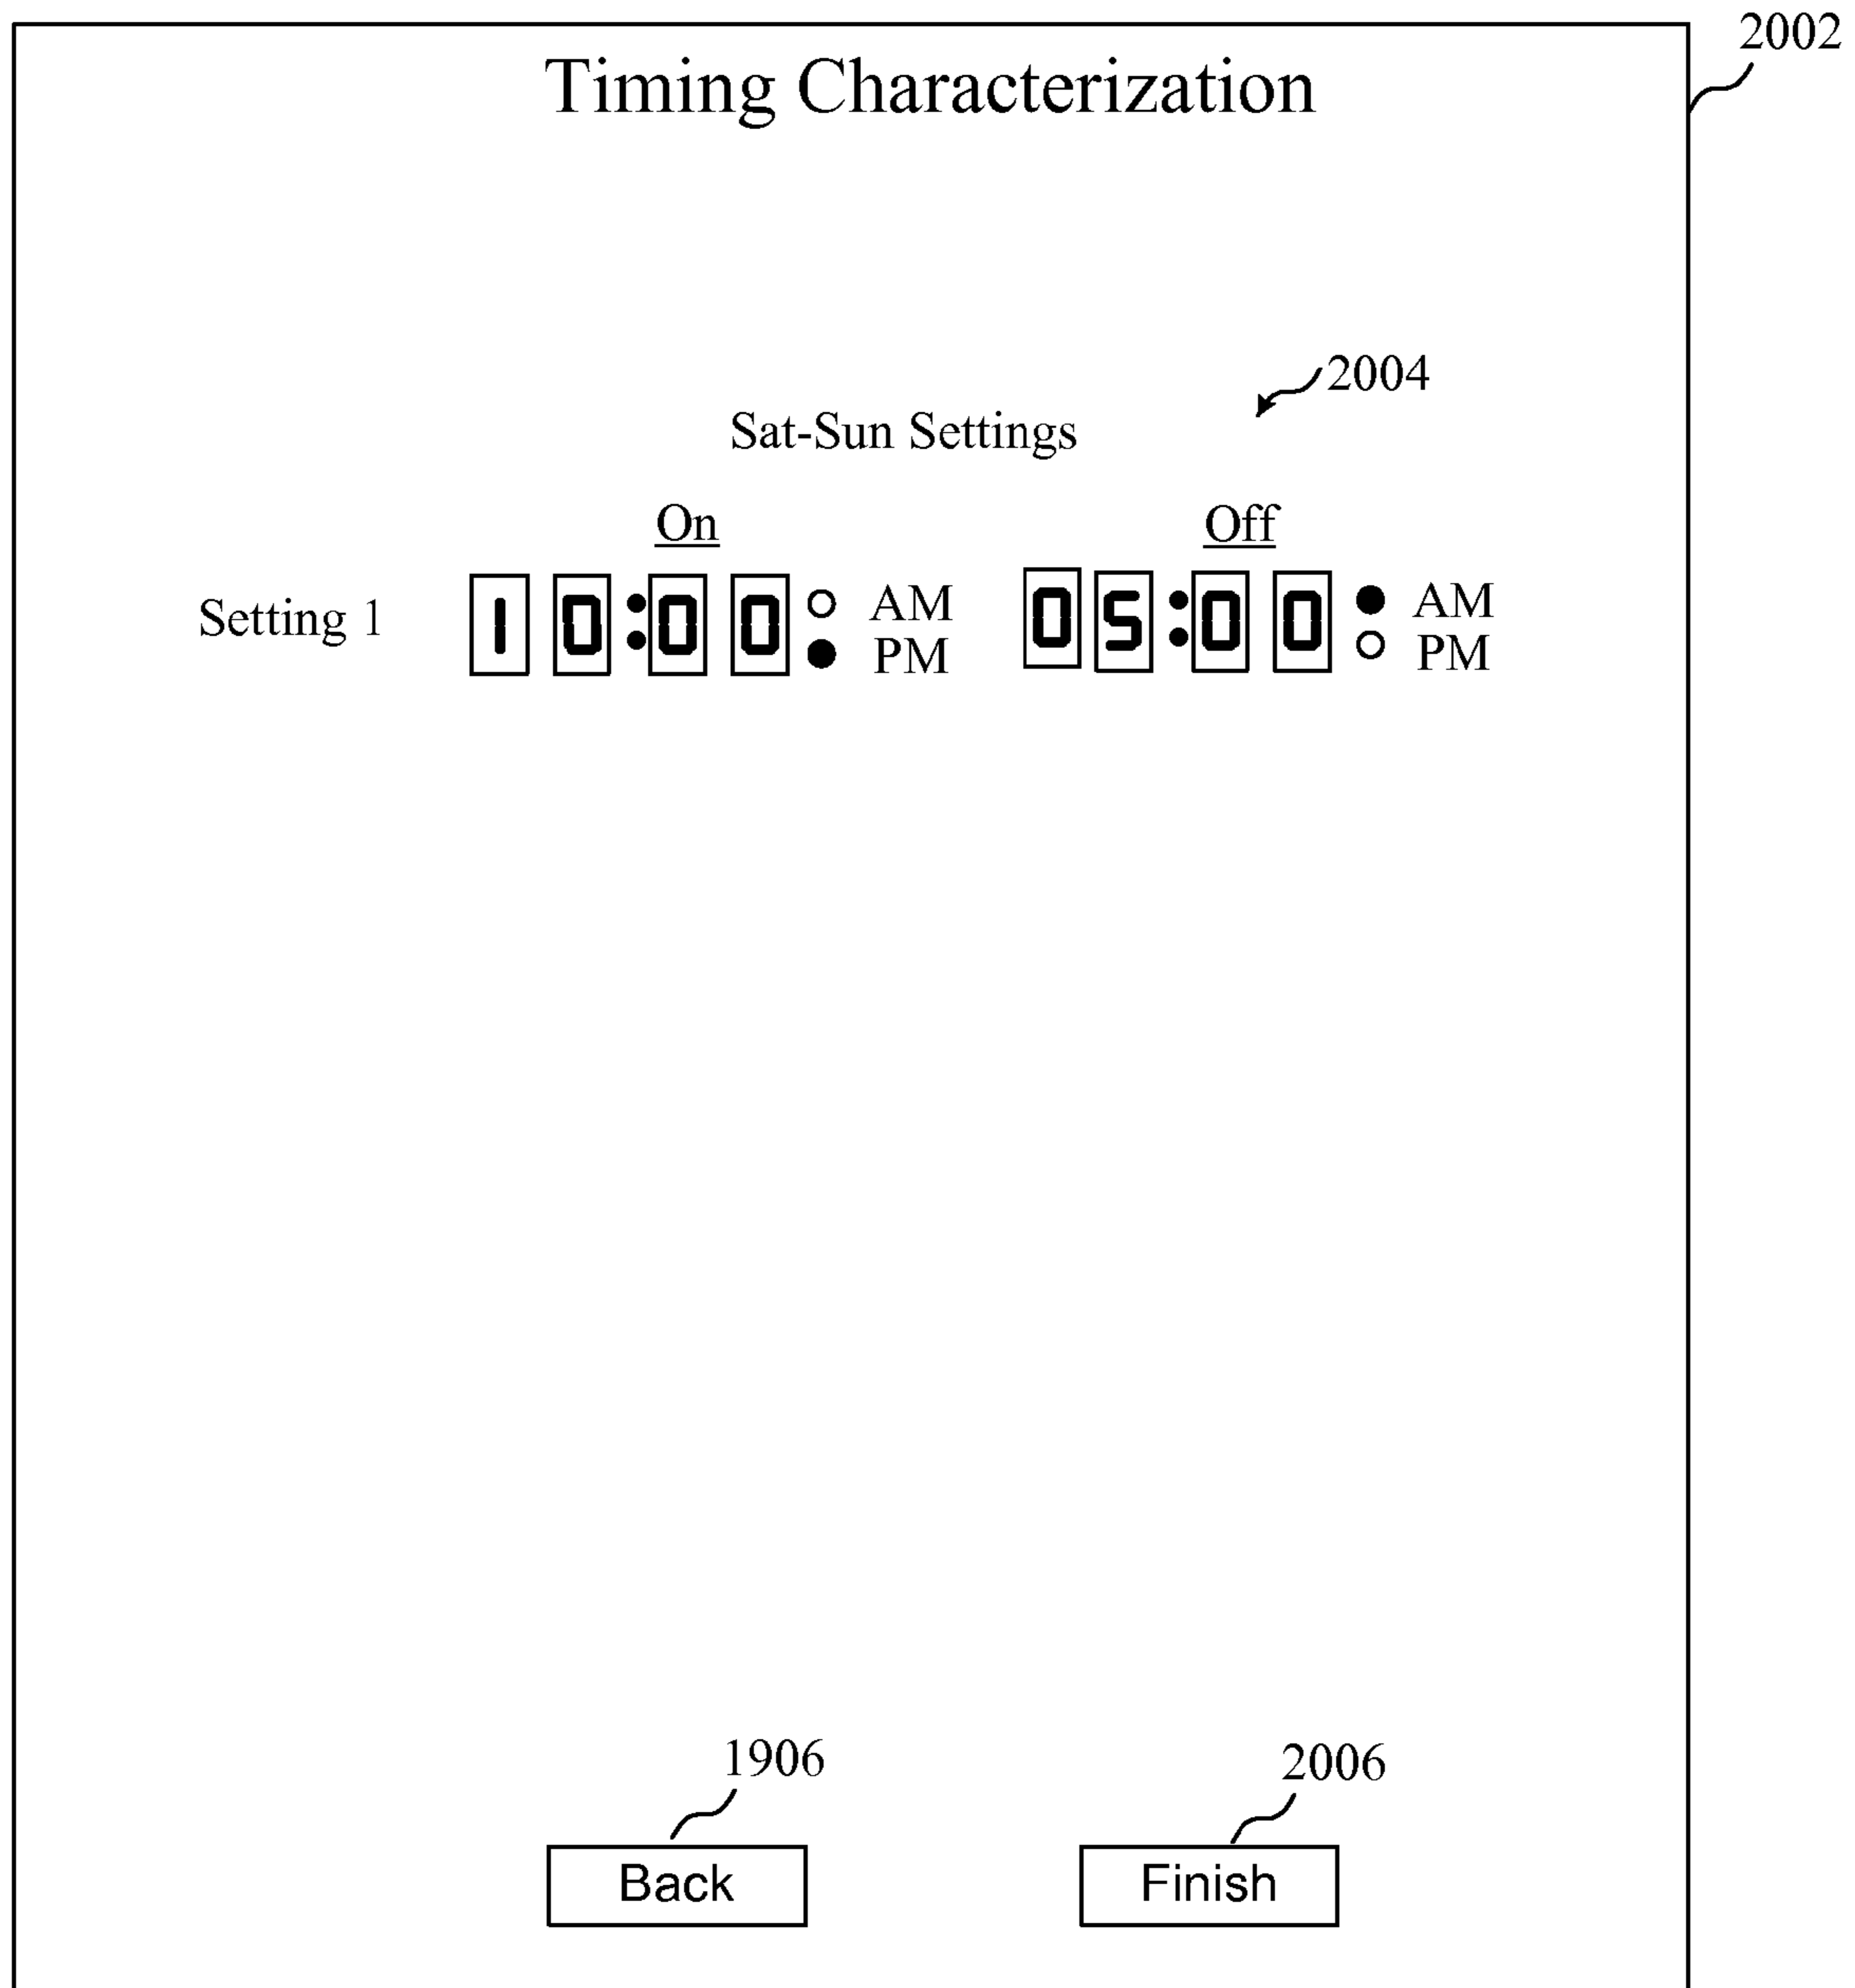 2002
Timing Characterization
2004
Sat-Sun Settings
On Off
Setting 1 10:00 AM PM 05:00 AM PM
1906 2006
Back Finish